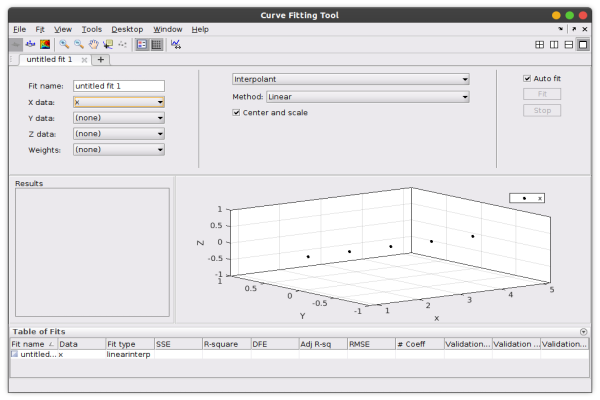 Curve Fitting Tool
File Fit View Tools Desktop Window Help
untitled fit 1
Fit name: untitled fit 1
X data: x
Y data: (none)
Z data: (none)
Weights: (none)
Interpolant
Method: Linear
Center and scale
Auto fit
Fit
Stop
Results
x
1
0.5
0
-0.5
-1
Z
1
0.5
0
-0.5
-1
Y
1
2
3
4
5
x
Table of Fits
Fit name Data Fit type SSE R-square DFE Adj R-sq RMSE # Coeff Validation... Validation ... Validation...
untitled... x linearinterp